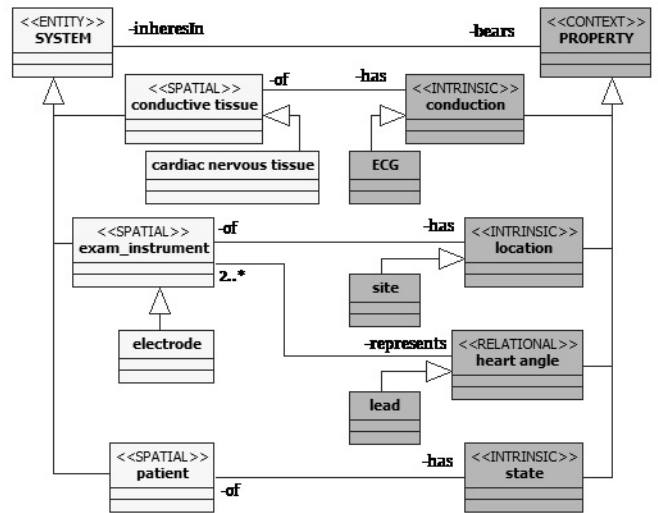 <<ENTITY>>
SYSTEM
-inheresIn
-bears
<<CONTEXT>>
PROPERTY
<<SPATIAL>>
conductive tissue
-of
-has
<<INTRINSIC>>
conduction
cardiac nervous tissue
ECG
<<SPATIAL>>
exam_instrument
-of
-has
<<INTRINSIC>>
location
2..*
site
electrode
-represents
<<RELATIONAL>>
heart angle
lead
<<SPATIAL>>
patient
-of
-has
<<INTRINSIC>>
state